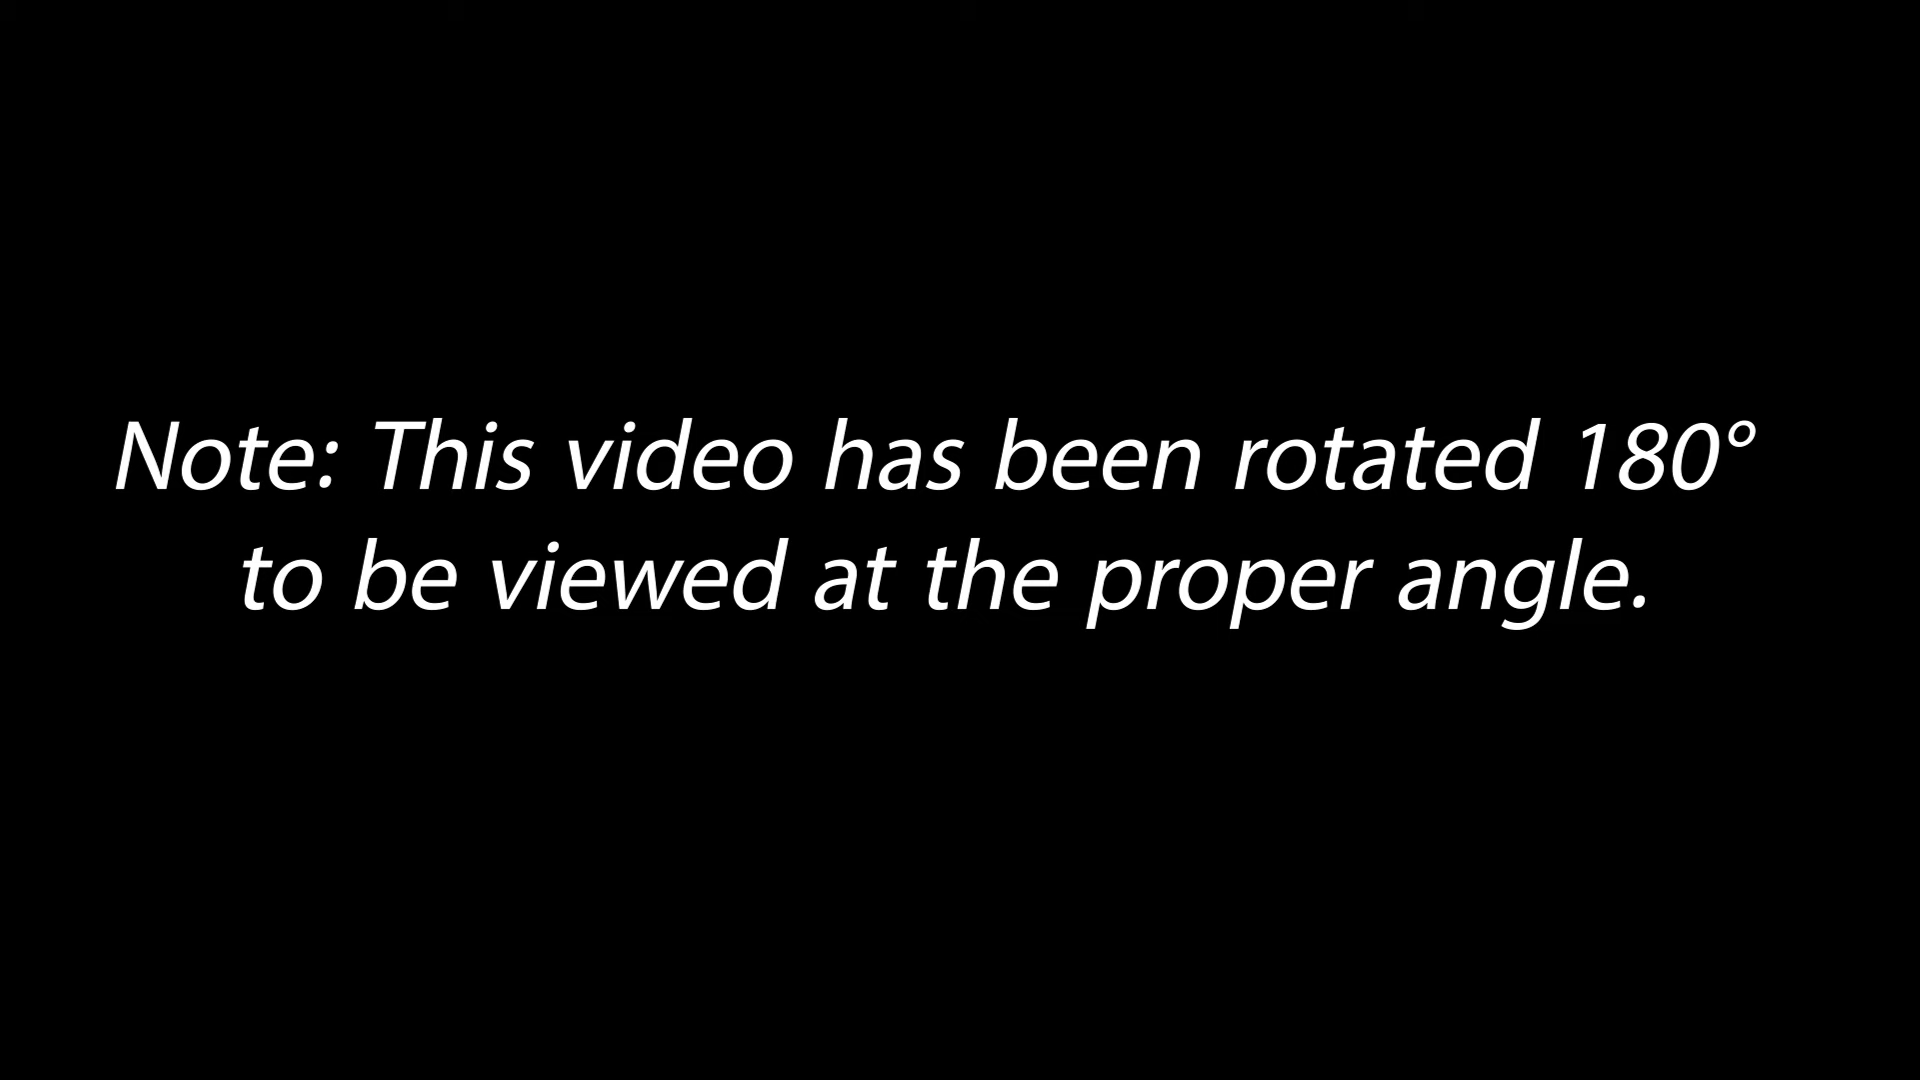 Note: This video has been rotated 180°
to be viewed at the proper angle.